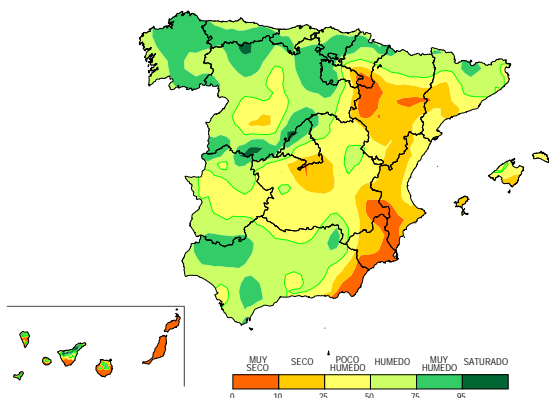 MUY SECO
SECO
POCO HUMEDO
HUMEDO
MUY HUMEDO
SATURADO
0 10 25 50 75 95